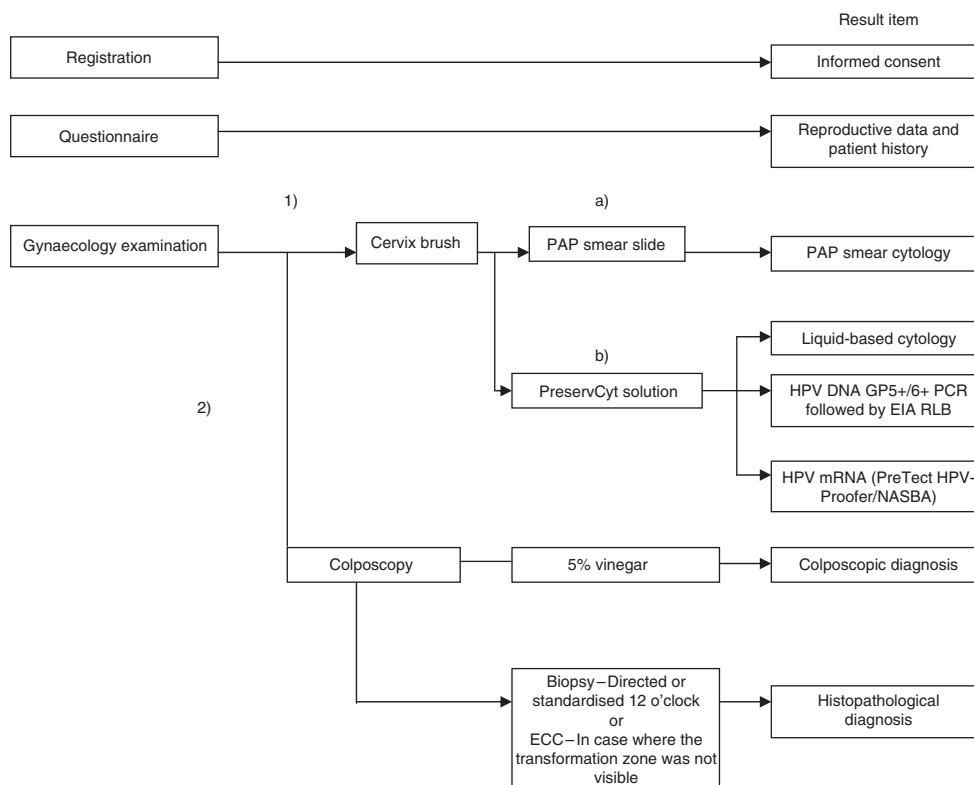 Result item
Registration
Informed consent
Questionnaire
Reproductive data and
patient history
1)
a)
Gynaecology examination
Cervix brush
PAP smear slide
PAP smear cytology
Liquid-based cytology
b)
PreservCyt solution
HPV DNA GP5+/6+ PCR
followed by EIA RLB
2)
HPV mRNA (PreTect HPV-
Proofer/NASBA)
Colposcopy
5% vinegar
Colposcopic diagnosis
Biopsy–Directed or
standardised 12 o'clock
or
ECC–In case where the
transformation zone was not
visible
Histopathological
diagnosis